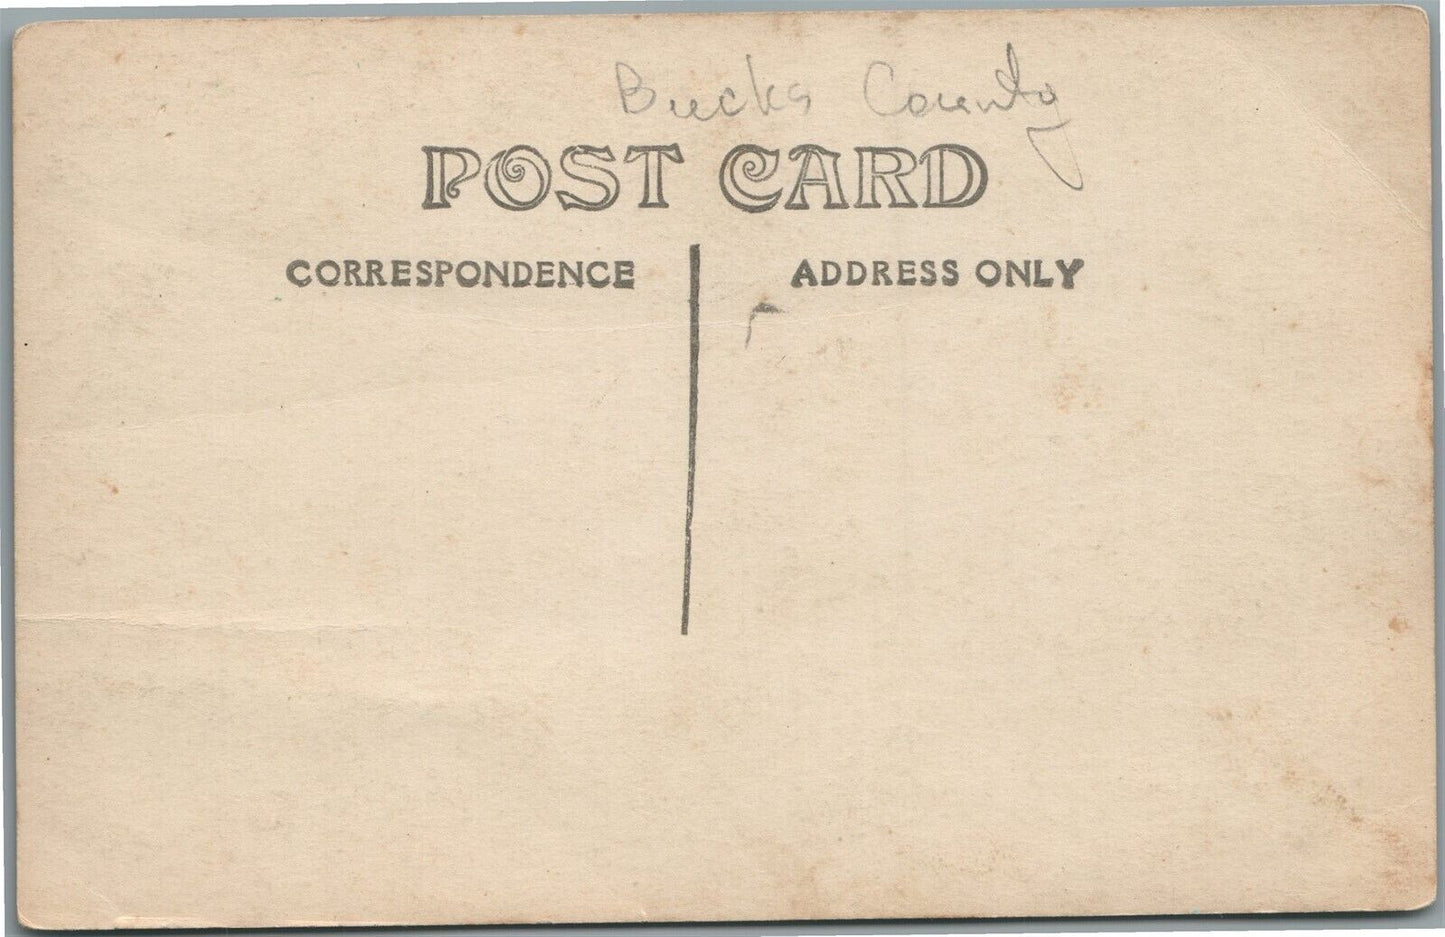 Bucks County
POST CARD
CORRESPONDENCE
ADDRESS ONLY